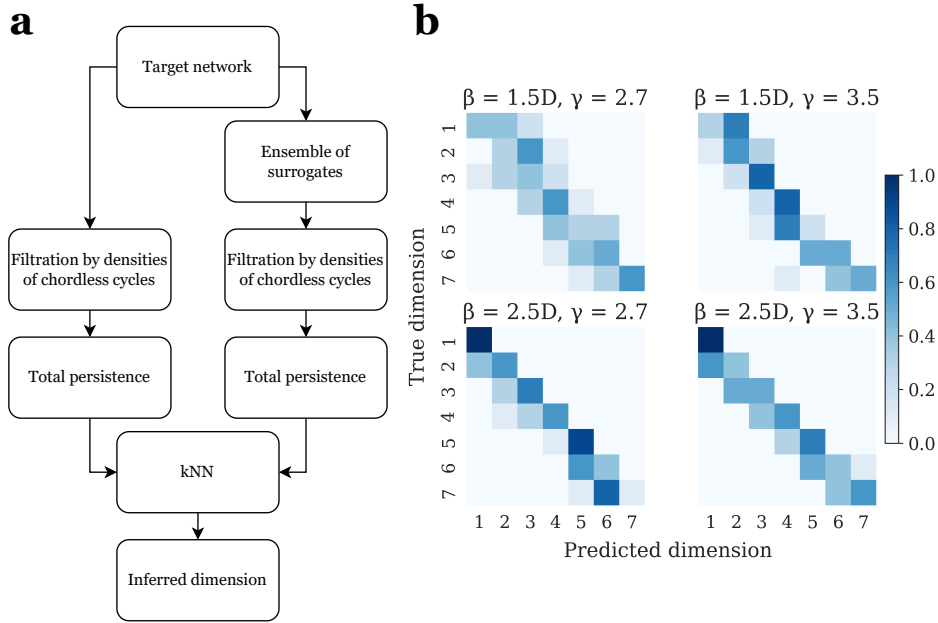 a
Target network
Ensemble of
surrogates
Filtration by densities
of chordless cycles
Filtration by densities
of chordless cycles
Total persistence
Total persistence
kNN
Inferred dimension
b
β = 1.5D, γ = 2.7
β = 1.5D, γ = 3.5
1
2
3
4
5
6
7
β = 2.5D, γ = 2.7
β = 2.5D, γ = 3.5
1
2
3
4
5
6
7
True dimension
1 2 3 4 5 6 7
1 2 3 4 5 6 7
Predicted dimension
1.0
0.8
0.6
0.4
0.2
0.0